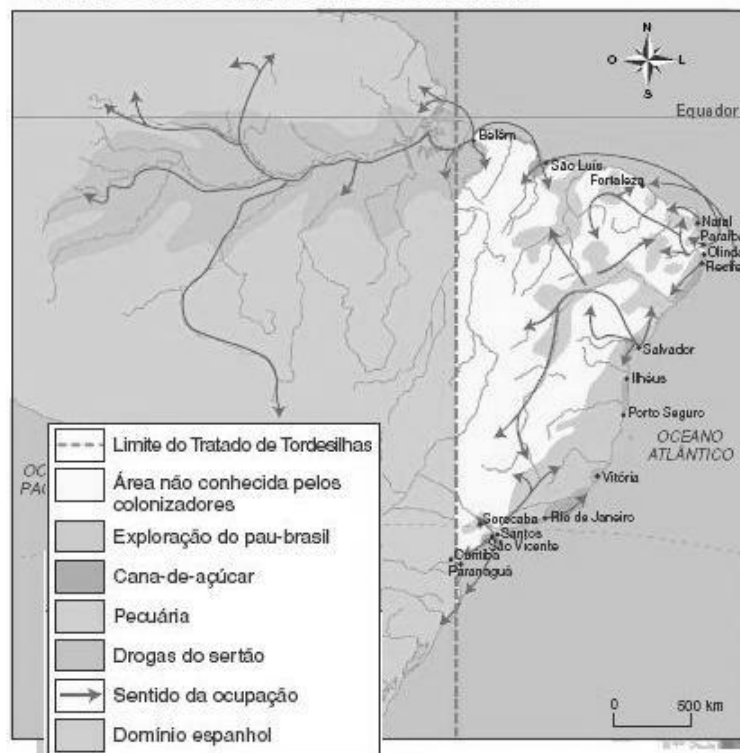 N
O
L
S
Equador
Belém
São Luís
Fortaleza
Natal
Paraíba
Olinda
Recife
Salvador
Ilhéus
Porto Seguro
OCEANO
ATLÂNTICO
Vitória
Rio de Janeiro
Sorocaba
Santos
São Vicente
Curitiba
Paranaguá
Limite do Tratado de Tordesilhas
Área não conhecida pelos
colonizadores
Exploração do pau-brasil
Cana-de-açúcar
Pecuária
Drogas do sertão
Sentido da ocupação
Domínio espanhol
0 500 km